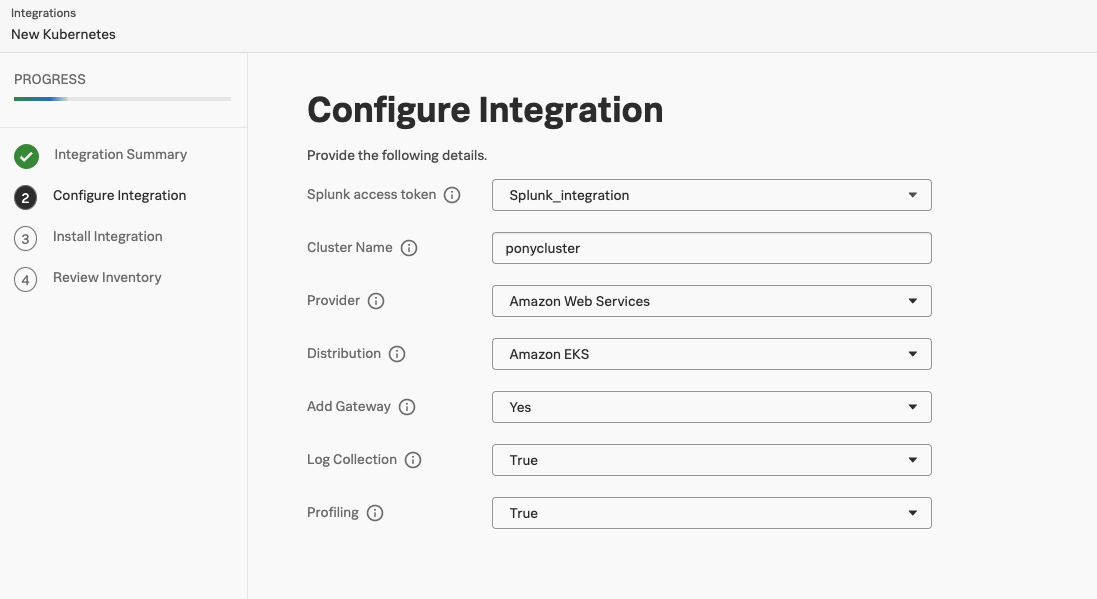 Integrations
New Kubernetes
PROGRESS
Integration Summary
2 Configure Integration
3 Install Integration
4 Review Inventory
Configure Integration
Provide the following details.
Splunk access token Splunk_integration
Cluster Name ponycluster
Provider Amazon Web Services
Distribution Amazon EKS
Add Gateway Yes
Log Collection True
Profiling True